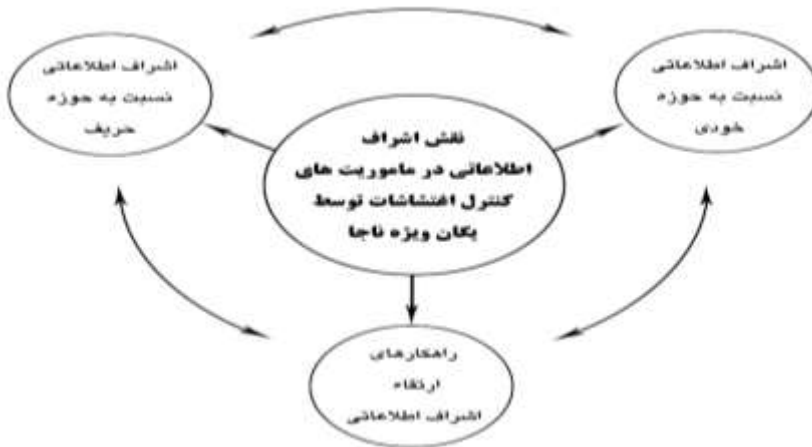 اشراف اطلاعاتی
نسبت به حوزه
خودی
اشراف اطلاعاتی
نسبت به حوزه
حریف
نقش اشراف
اطلاعاتی در ماموریت های
کنترل اغتشاشات توسط
یگان ویژه ناجا
راهکارهای
ارتقاء
اشراف اطلاعاتی